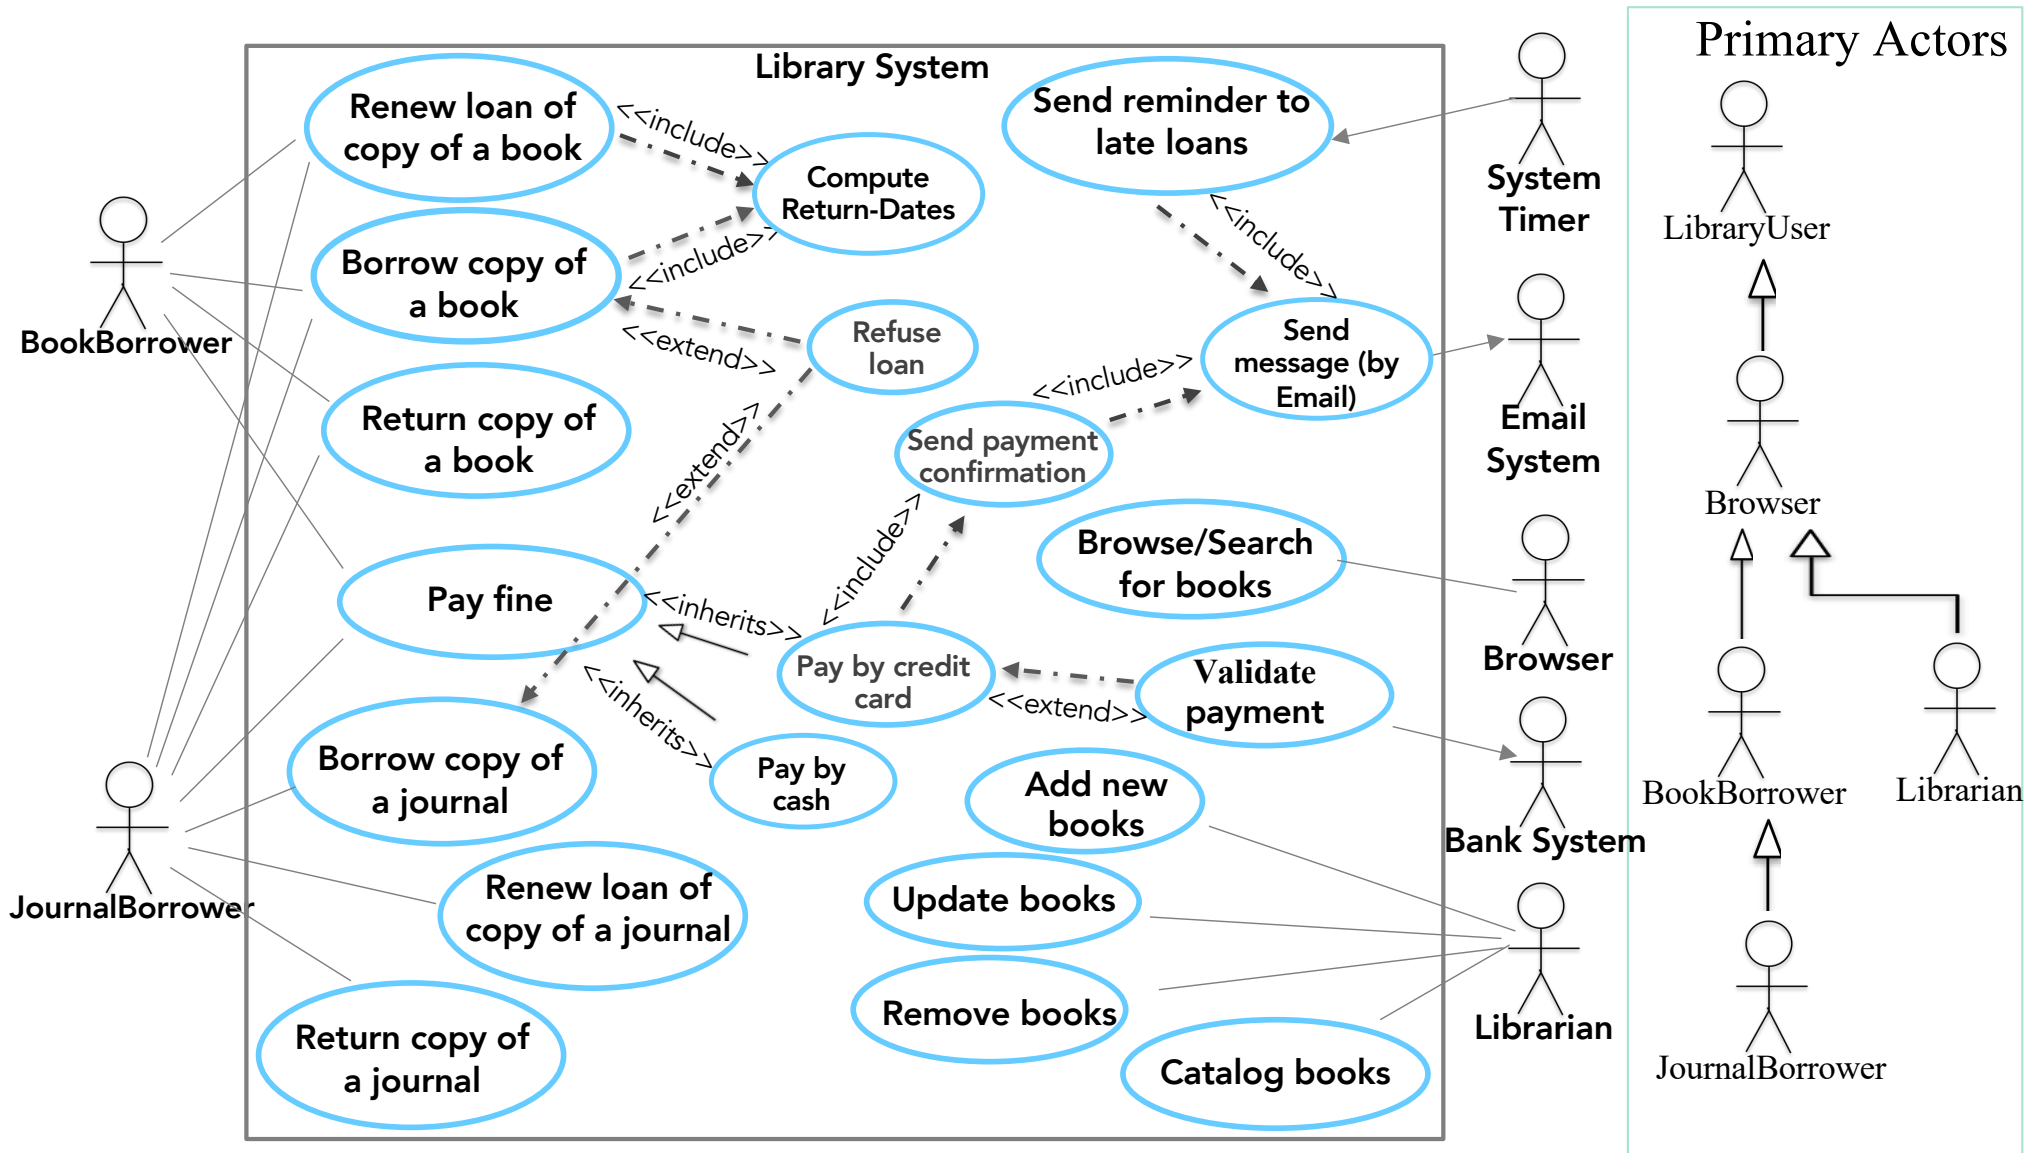 Library System
Primary Actors
Renew loan of
copy of a book
<<include>>
Compute
Return-Dates
Borrow copy of
a book
<<include>>
<<extend>>
Refuse
loan
<<extend>>
Return copy of
a book
Pay fine
<<inherits>>
<<inherits>>
Borrow copy of
a journal
Renew loan of
copy of a journal
Return copy of
a journal
BookBorrower
JournalBorrower
Send reminder to
late loans
<<include>>
Send
message (by
Email)
<<include>>
Send payment
confirmation
<<include>>
Browse/Search
for books
Pay by credit
card
<<extend>>
Validate
payment
Pay by
cash
Add new
books
Update books
Remove books
Catalog books
System
Timer
Email
System
Browser
Bank System
Librarian
LibraryUser
Browser
BookBorrower
Librarian
JournalBorrower